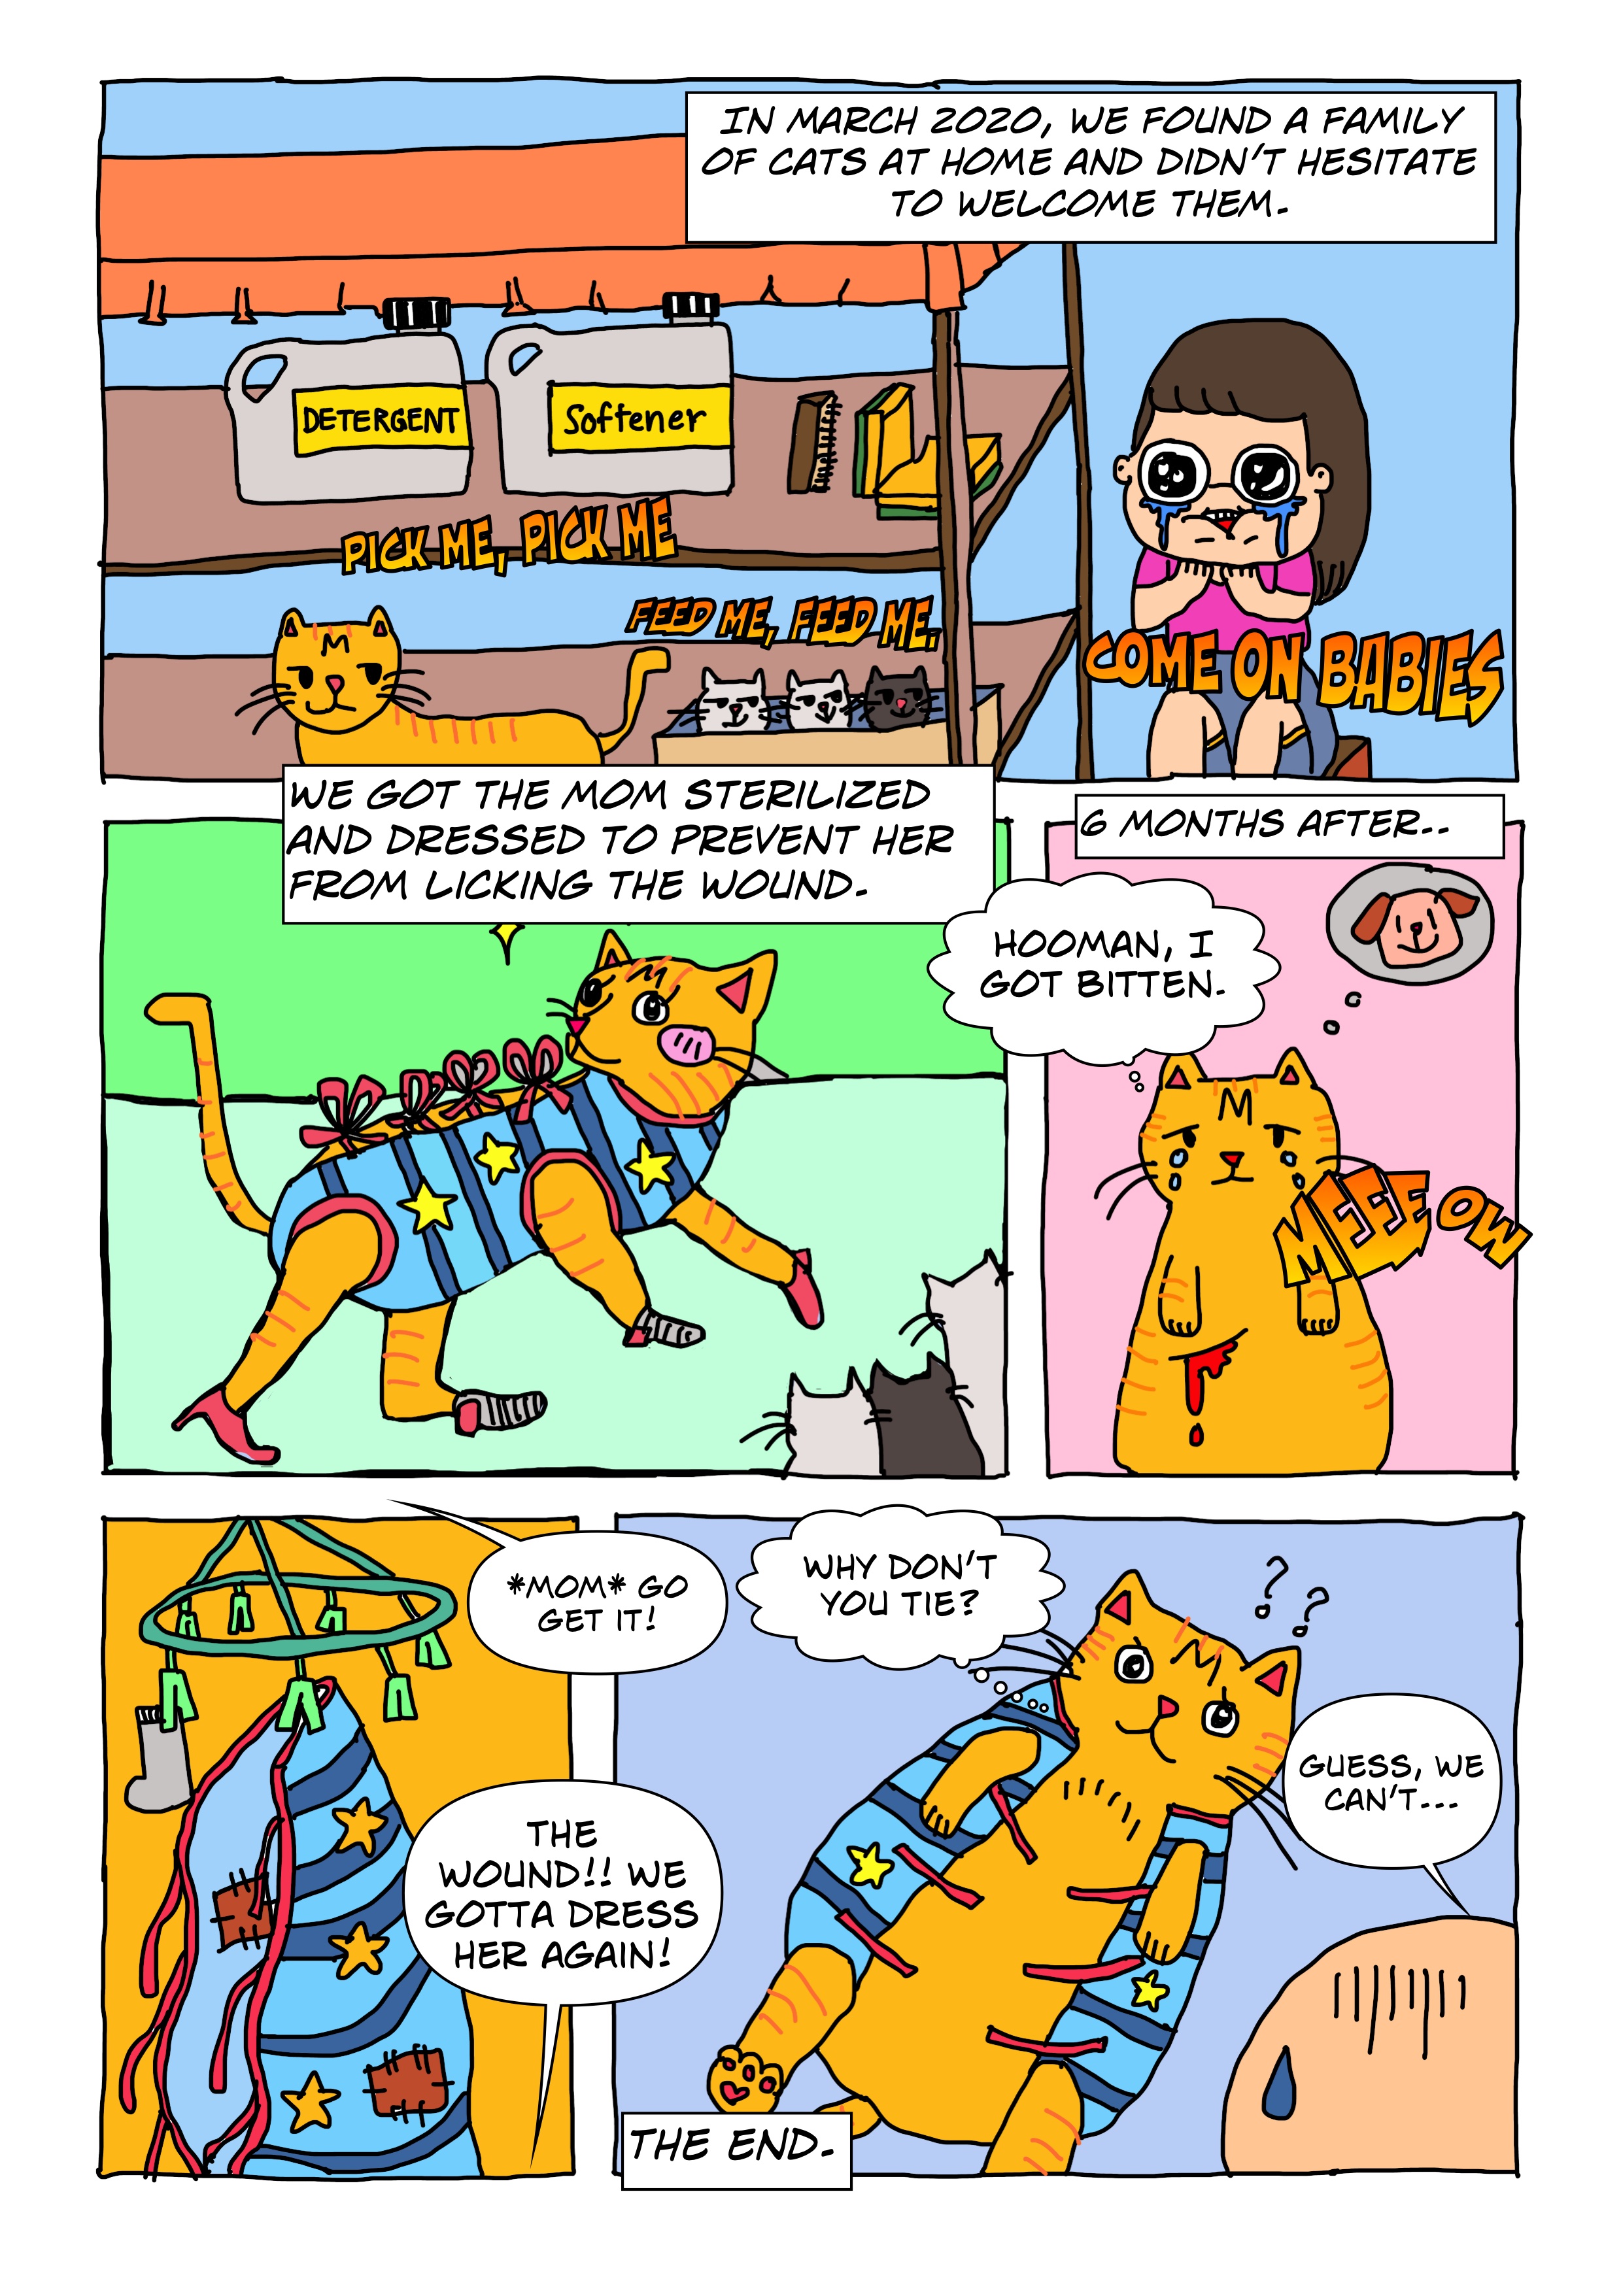 IN MARCH 2020, WE FOUND A FAMILY
OF CATS AT HOME AND DIDN'T HESITATE
TO WELCOME THEM.
DETERGENT
Softener
PICK ME, PICK ME
FEED ME, FEED ME.
COME ON BABIES
WE GOT THE MOM STERILIZED
AND DRESSED TO PREVENT HER
FROM LICKING THE WOUND.
6 MONTHS AFTER..
HOOMAN, I
GOT BITTEN.
M
MEEEOW
*MOM* GO
GET IT!
THE
WOUND!! WE
GOTTA DRESS
HER AGAIN!
WHY DON'T
YOU TIE?
? ?
GUESS, WE
CAN'T...
THE END.